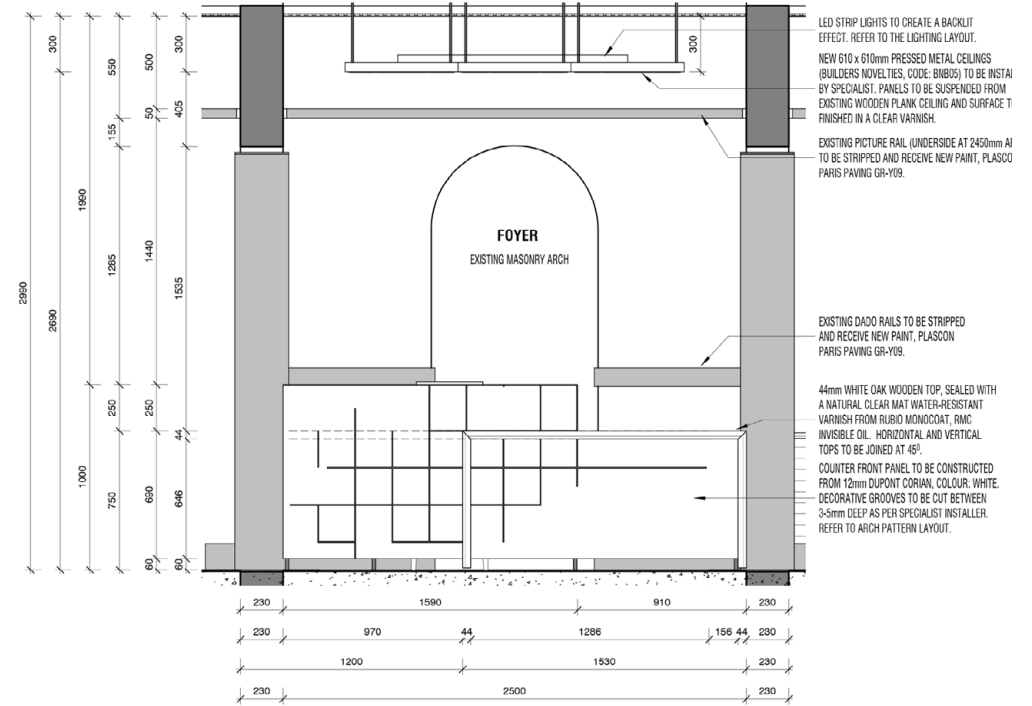 LED STRIP LIGHTS TO CREATE A BACKLIT
EFFECT. REFER TO THE LIGHTING LAYOUT.
NEW 610 x 610mm PRESSED METAL CEILINGS
(BUILDERS NOVELTIES, CODE: BNB05) TO BE
BY SPECIALIST. PANELS TO BE SUSPENDED FROM
EXISTING WOODEN PLANK CEILING AND SURFACE
FINISHED IN A CLEAR VARNISH.
EXISTING PICTURE RAIL (UNDERSIDE AT 2450mm
TO BE STRIPPED AND RECEIVE NEW PAINT,
PARIS PAVING GR-Y09.
FOYER
EXISTING MASONRY ARCH
EXISTING DADO RAILS TO BE STRIPPED
AND RECEIVE NEW PAINT, PLASCON
PARIS PAVING GR-Y09.
44mm WHITE OAK WOODEN TOP, SEALED WITH
A NATURAL CLEAR MAT WATER-RESISTANT
VARNISH FROM RUBIO MONOCOAT, RMC
INVISIBLE OIL. HORIZONTAL AND VERTICAL
TOPS TO BE JOINED AT 45⁰.
COUNTER FRONT PANEL TO BE CONSTRUCTED
FROM 12mm DUPONT CORIAN, COLOUR: WHITE.
DECORATIVE GROOVES TO BE CUT BETWEEN
3-5mm DEEP AS PER SPECIALIST INSTALLER.
REFER TO ARCH PATTERN LAYOUT.
2990
300
2690
1990
1000
550
155
1285
250
750
500
50
1440
250
690
60
300
405
1535
44
646
60
300
230 1590 910 230
230 970 44 1286 156 44 230
1200 1530 230
230 2500 230